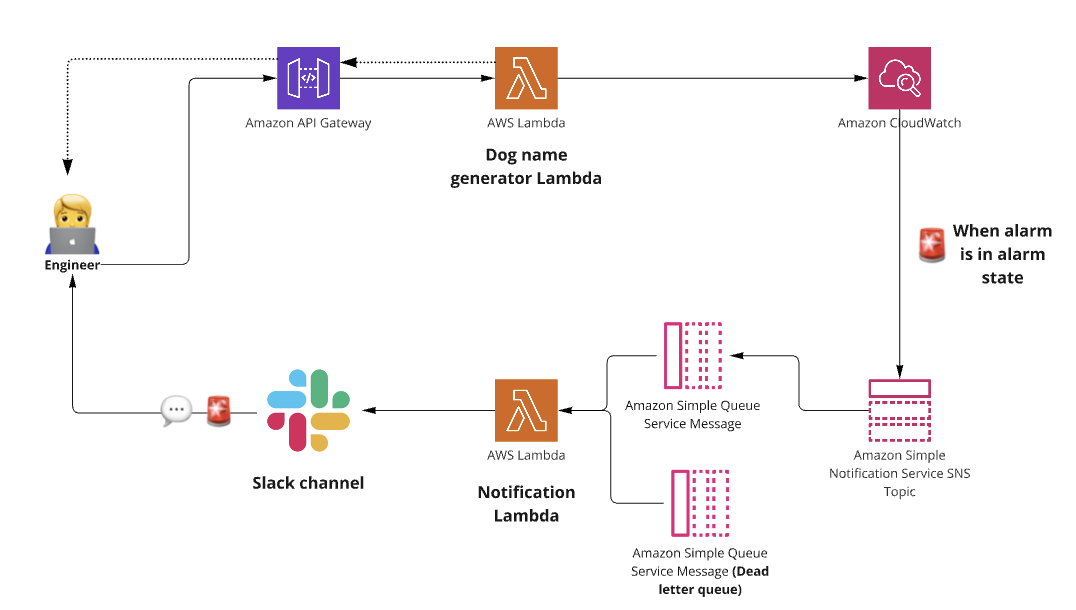 Amazon API Gateway
AWS Lambda
Amazon CloudWatch
Dog name
generator Lambda
Engineer
When alarm
is in alarm
state
Amazon Simple Queue
Service Message
AWS Lambda
Amazon Simple
Notification Service SNS
Topic
Slack channel
Notification
Lambda
Amazon Simple Queue
Service Message (Dead
letter queue)